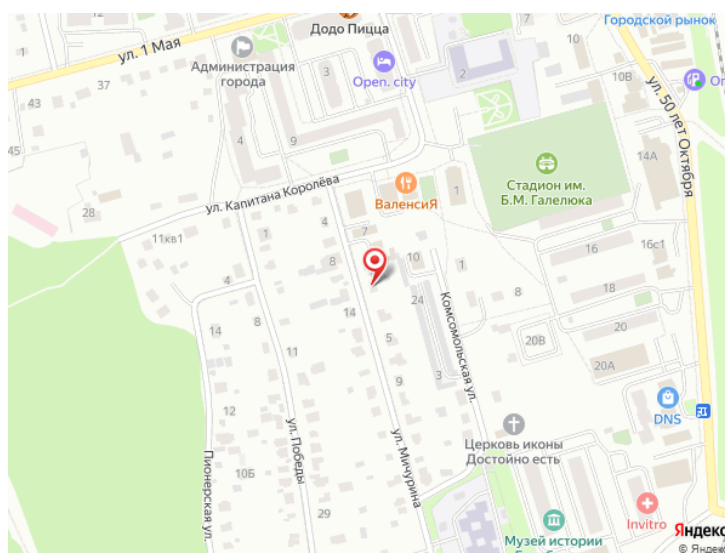 Додо Пицца
Городской рынок
ул. 1 Мая
Администрация
города
Open. city
10
10В
2
37
43
45
3
4
9
28
ул. 50 лет Октября
14А
Стадион им.
Б.М. Галелюка
ВаленсиЯ
1
ул. Капитана Королёва
11кв1
1
4
7
8
10
1
16
16с1
4
8
14
14
24
8
18
20
20В
20А
Комсомольская ул.
11
5
9
3
12
DNS
ул. Победы
ул. Мичурина
Церковь иконы
Достойно есть
10Б
Пионерская ул.
29
Invitro
Музей истории
Яндекс